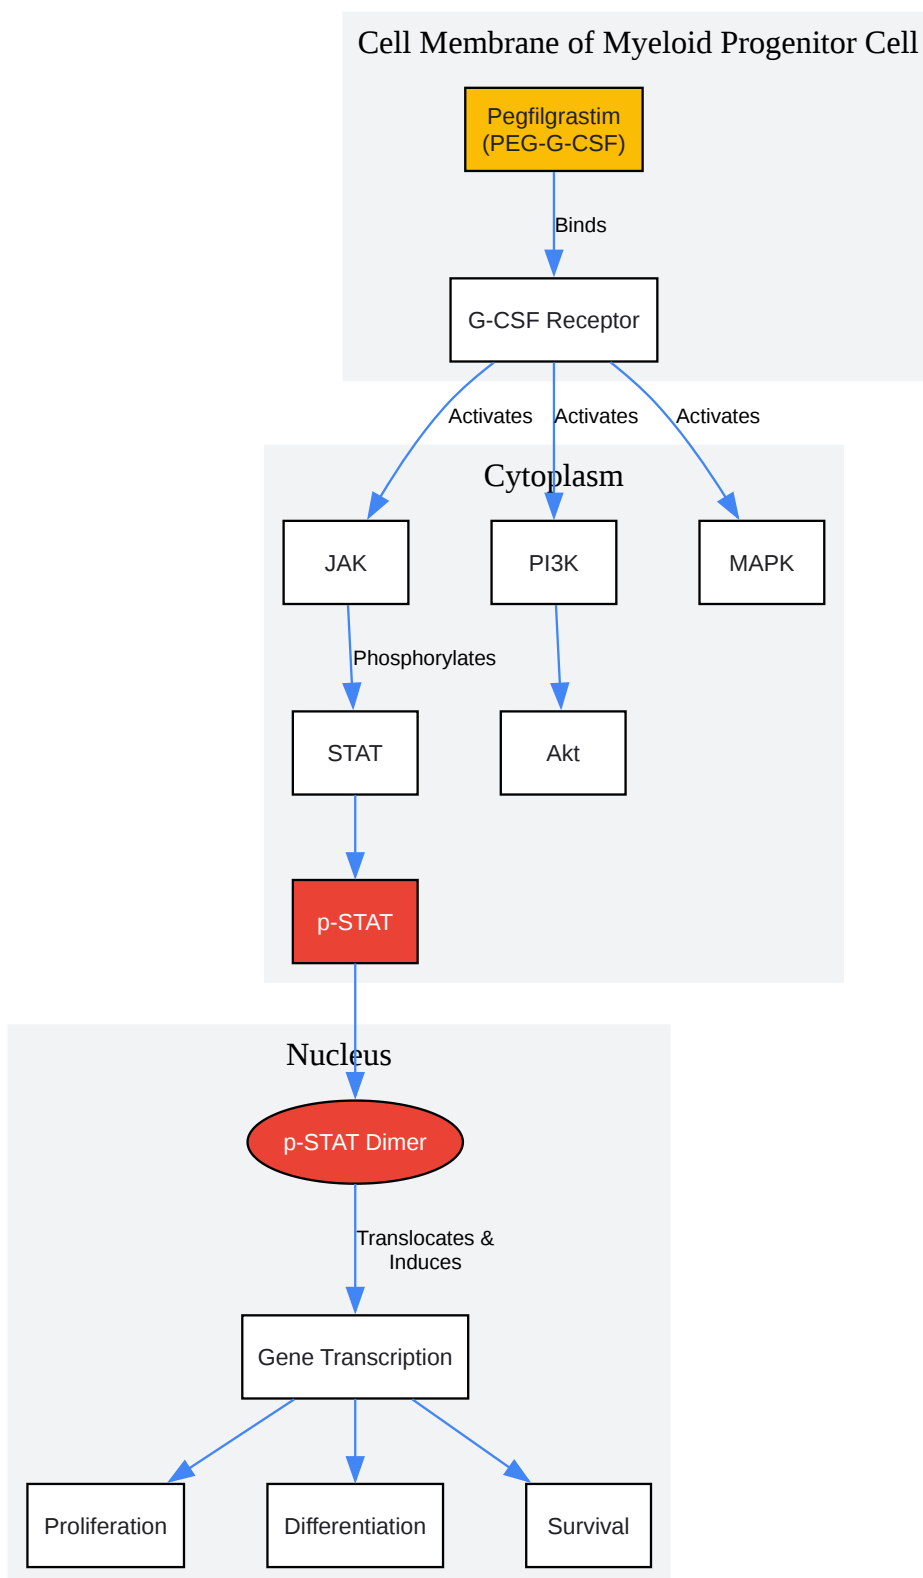 Cell Membrane of Myeloid Progenitor Cell
Pegfilgrastim
(PEG-G-CSF)
Binds
G-CSF Receptor
Activates
Activates
Activates
Cytoplasm
JAK
PI3K
MAPK
Phosphorylates
STAT
Akt
p-STAT
Nucleus
p-STAT Dimer
Translocates &
Induces
Gene Transcription
Proliferation
Differentiation
Survival